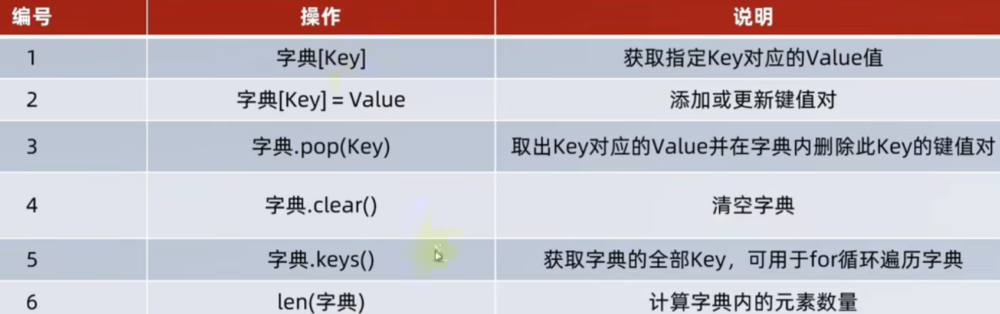 编号 操作 说明
1 字典[Key] 获取指定Key对应的Value值
2 字典[Key] = Value 添加或更新键值对
3 字典.pop(Key) 取出Key对应的Value并在字典内删除此Key的键值对
4 字典.clear() 清空字典
5 字典.keys() 获取字典的全部Key，可用于for循环遍历字典
6 len(字典) 计算字典内的元素数量